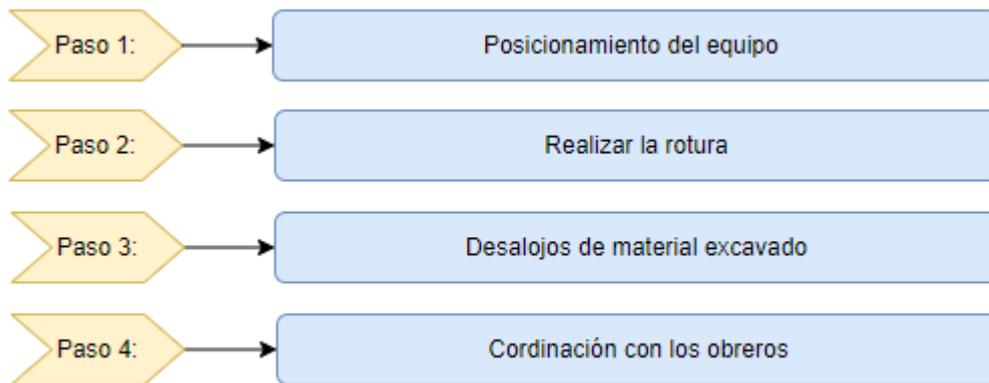 Paso 1: Posicionamiento del equipo
Paso 2: Realizar la rotura
Paso 3: Desalojos de material excavado
Paso 4: Cordinación con los obreros